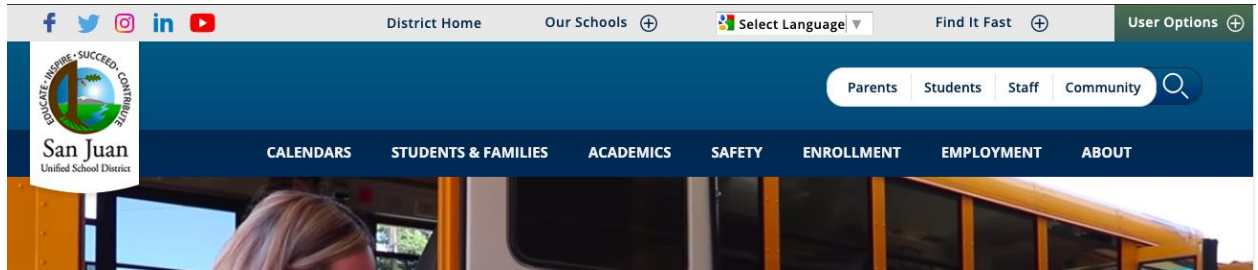 f in
District Home Our Schools Select Language ▼ Find It Fast User Options
EDUCATE • INSPIRE • SUCCEED • CONTRIBUTE
Parents Students Staff Community
San Juan
Unified School District
CALENDARS STUDENTS & FAMILIES ACADEMICS SAFETY ENROLLMENT EMPLOYMENT ABOUT